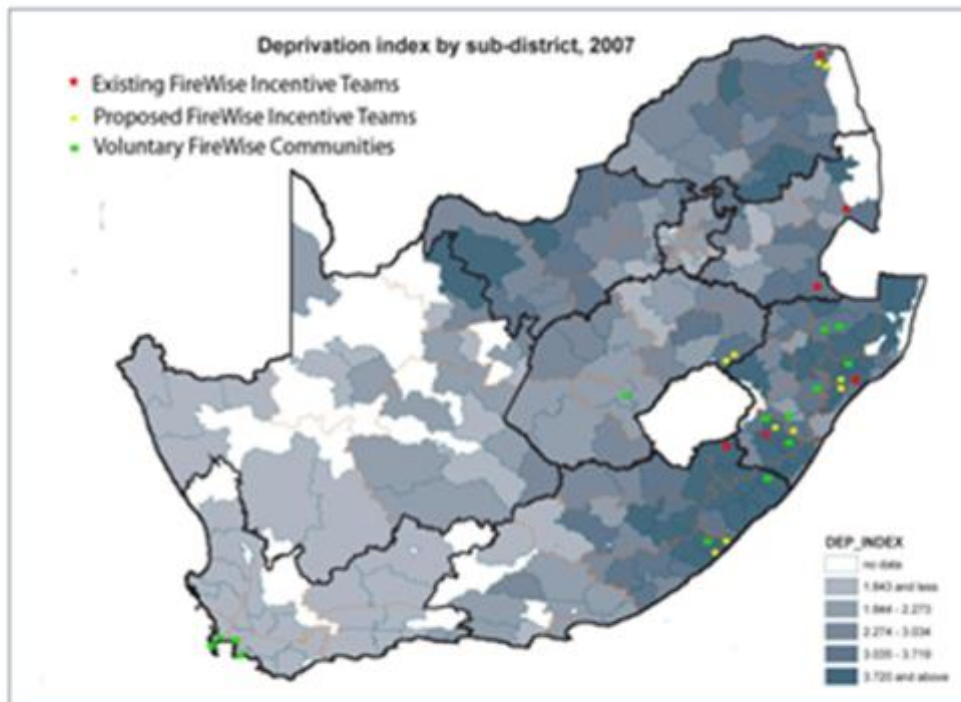 Deprivation index by sub-district, 2007
Existing FireWise Incentive Teams
Proposed FireWise Incentive Teams
Voluntary FireWise Communities
DEP_INDEX
no data
1.843 and less
1.844 - 2.273
2.274 - 3.034
3.035 - 3.719
3.720 and above